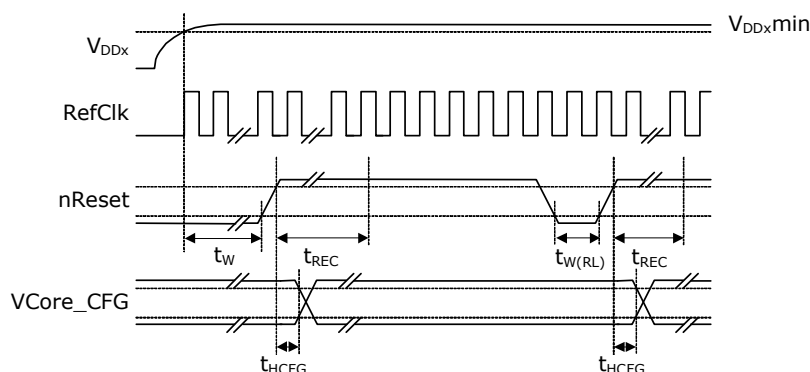 VDDxmin
VDDx
RefClk
nReset
tW
tREC
tW(RL)
tREC
VCore_CFG
tHCFG
tHCFG